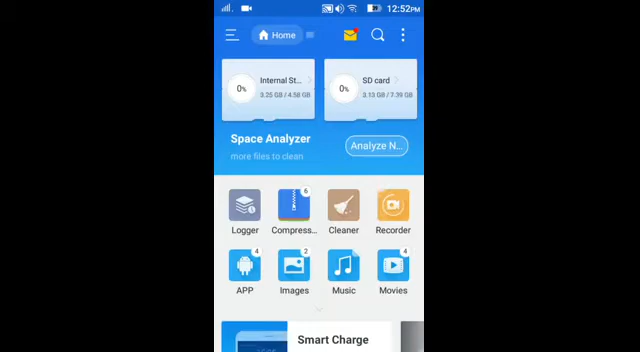 12:52PM
Home
Internal St...
3.25 GB / 4.58 GB
0%
SD card
3.13 GB / 7.39 GB
0%
Space Analyzer
more files to clean
Analyze N...
6
Logger
Compress...
Cleaner
Recorder
4
2
4
APP
Images
Music
Movies
Smart Charge